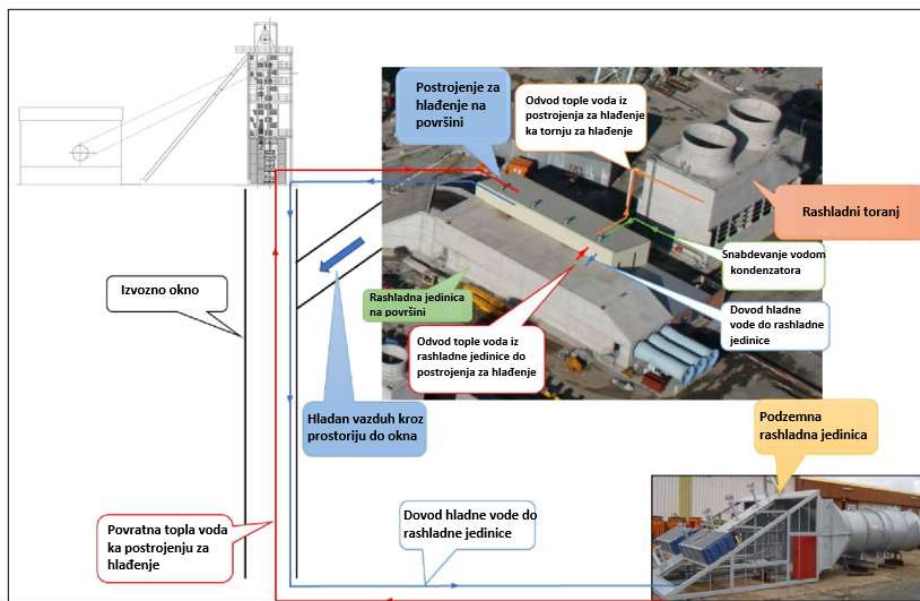 Postrojenje za
hlađenje na
površini
Odvod tople voda iz
postrojenja za hlađenje
ka tornju za hlađenje
Rashladni toranj
Snabdevanje vodom
kondenzatora
Izvozno okno
Rashladna jedinica
na površini
Dovod hladne
vode do rashladne
jedinice
Odvod tople voda iz
rashladne jedinice do
postrojenja za hlađenje
Hladan vazduh kroz
prostoriju do okna
Podzemna
rashladna jedinica
Povratna topla voda
ka postrojenju za
hlađenje
Dovod hladne vode do
rashladne jedinice